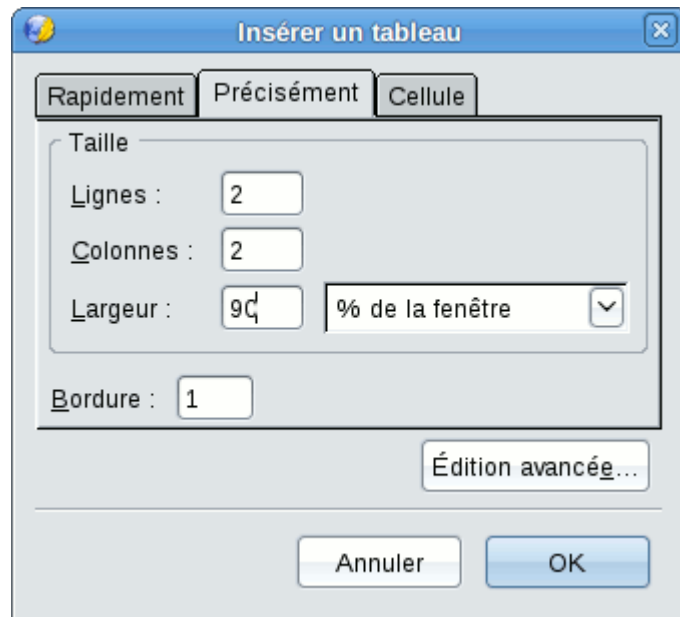 Insérer un tableau
Rapidement Précisément Cellule
Taille
Lignes : 2
Colonnes : 2
Largeur : 90 % de la fenêtre
Bordure : 1
Édition avancée...
Annuler OK